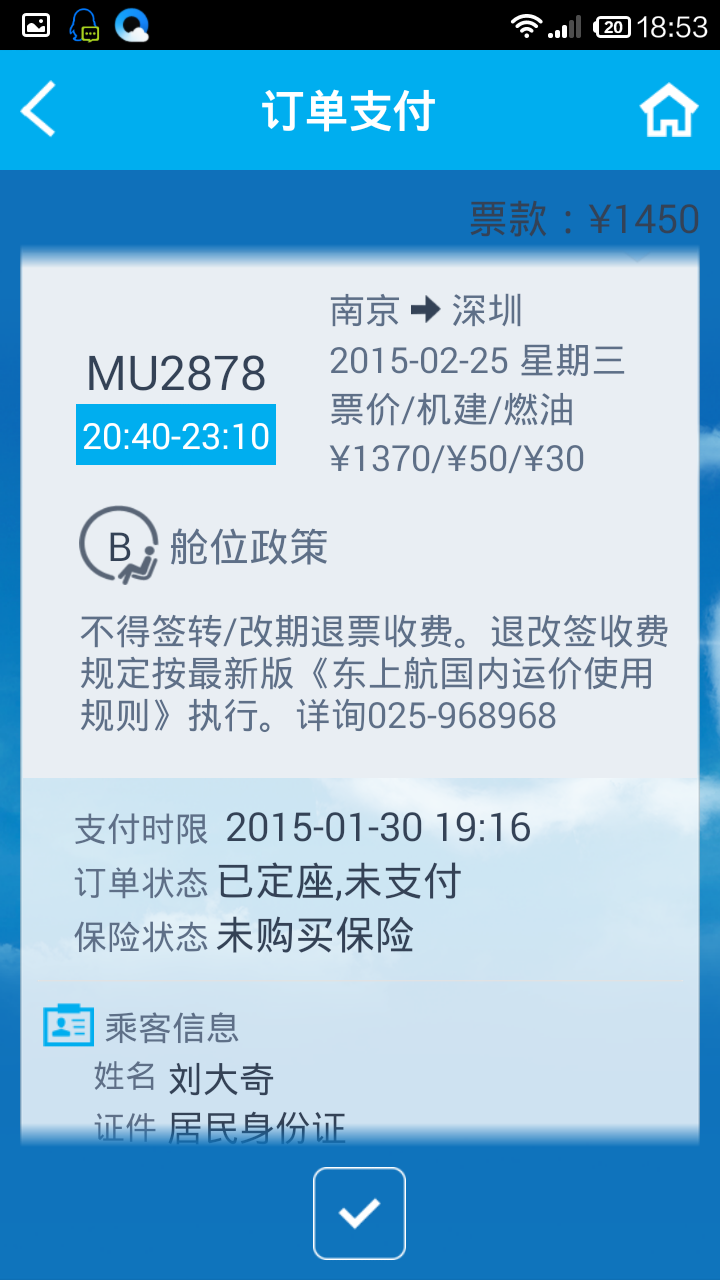 20 18:53
订单支付
票款：¥1450
南京 深圳
2015-02-25 星期三
MU2878
票价/机建/燃油
20:40-23:10
¥1370/¥50/¥30
B 舱位政策
不得签转/改期退票收费。退改签收费
规定按最新版《东上航国内运价使用
规则》执行。详询025-968968
支付时限 2015-01-30 19:16
订单状态 已定座,未支付
保险状态 未购买保险
乘客信息
姓名 刘大奇
证件 居民身份证